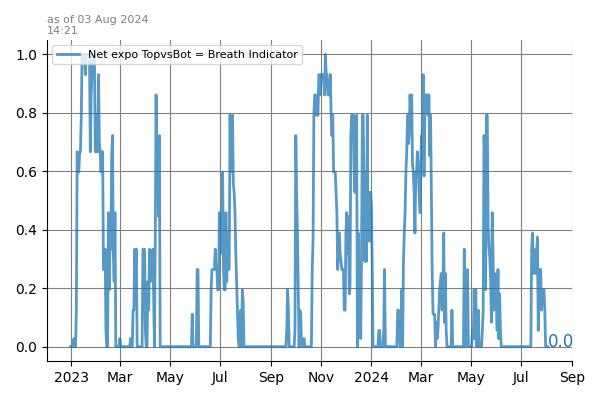 as of 03 Aug 2024
14:21
Net expo TopvsBot = Breath Indicator
1.0
0.8
0.6
0.4
0.2
0.0
0.0
2023 Mar May Jul Sep Nov 2024 Mar May Jul Sep